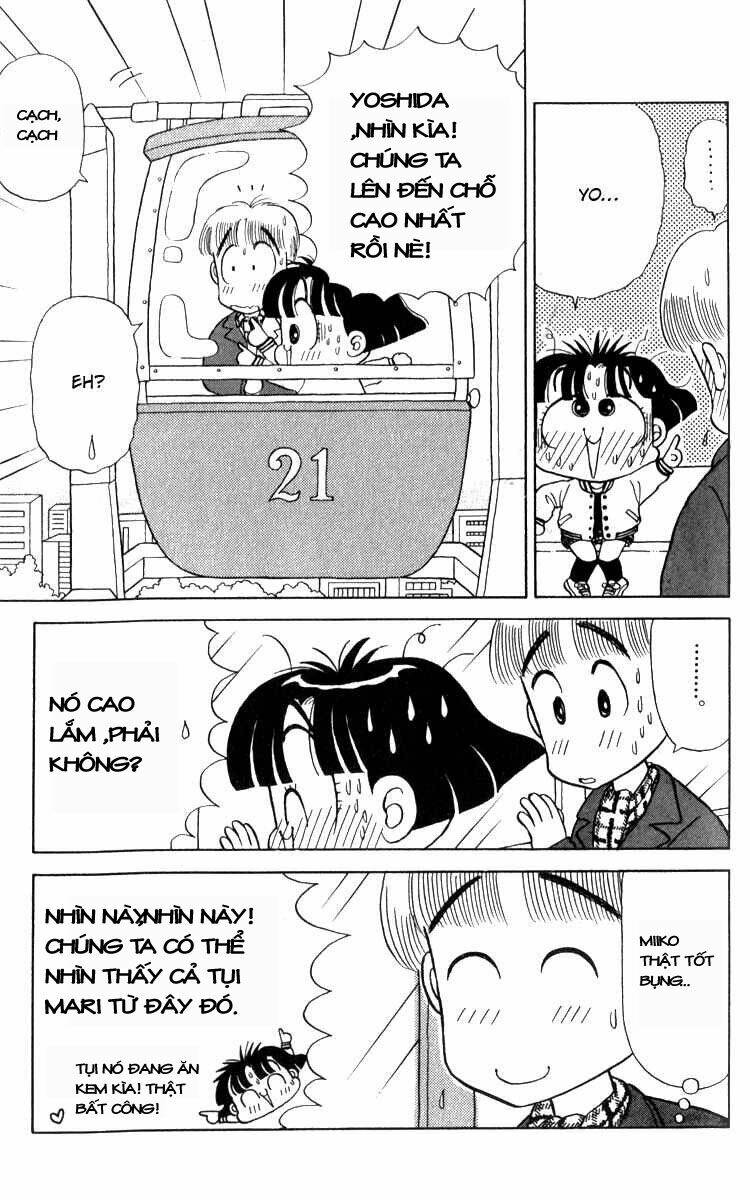 ......
YO...
YOSHIDA
,NHÌN KÌA!
CHÚNG TA
LÊN ĐẾN CHỖ
CAO NHẤT
RỒI NÈ!
CẠCH,
CẠCH
EH?
21
......。
NÓ CAO
LẮM ,PHẢI
KHÔNG?
NHÌN NÀY,NHÌN NÀY!
CHÚNG TA CÓ THỂ
NHÌN THẤY CẢ TỤI
MARI TỪ ĐÂY ĐÓ.
TỤI NÓ ĐANG ĂN
KEM KÌA! THẬT
BẤT CÔNG!
MIIKO
THẬT TỐT
BỤNG..